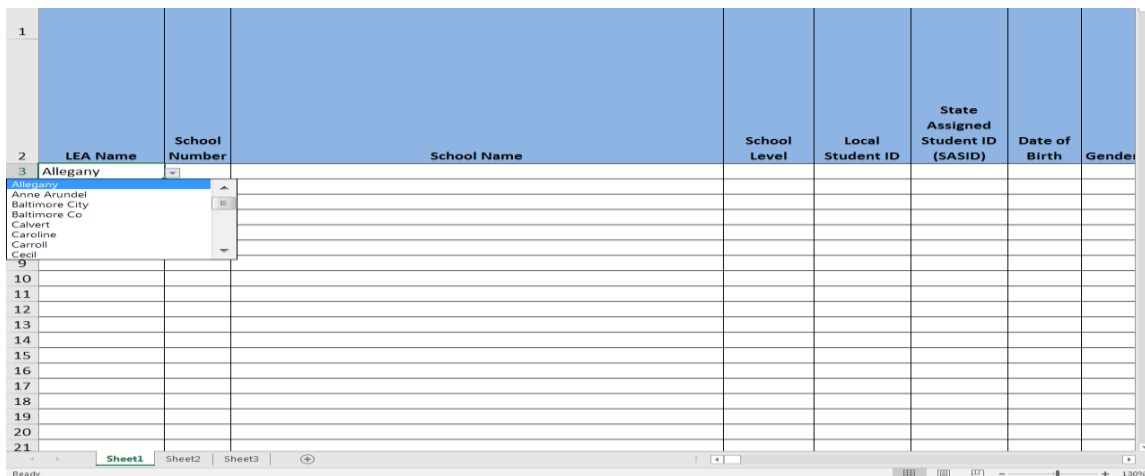 1
State
Assigned
School School Local Student ID Date of
2 LEA Name Number School Name Level Student ID (SASID) Birth Gender
3 Allegany
Allegany
Anne Arundel
Baltimore City
Baltimore Co
Calvert
Caroline
Carroll
Cecil
9
10
11
12
13
14
15
16
17
18
19
20
21
Sheet1 Sheet2 Sheet3
Ready 130%